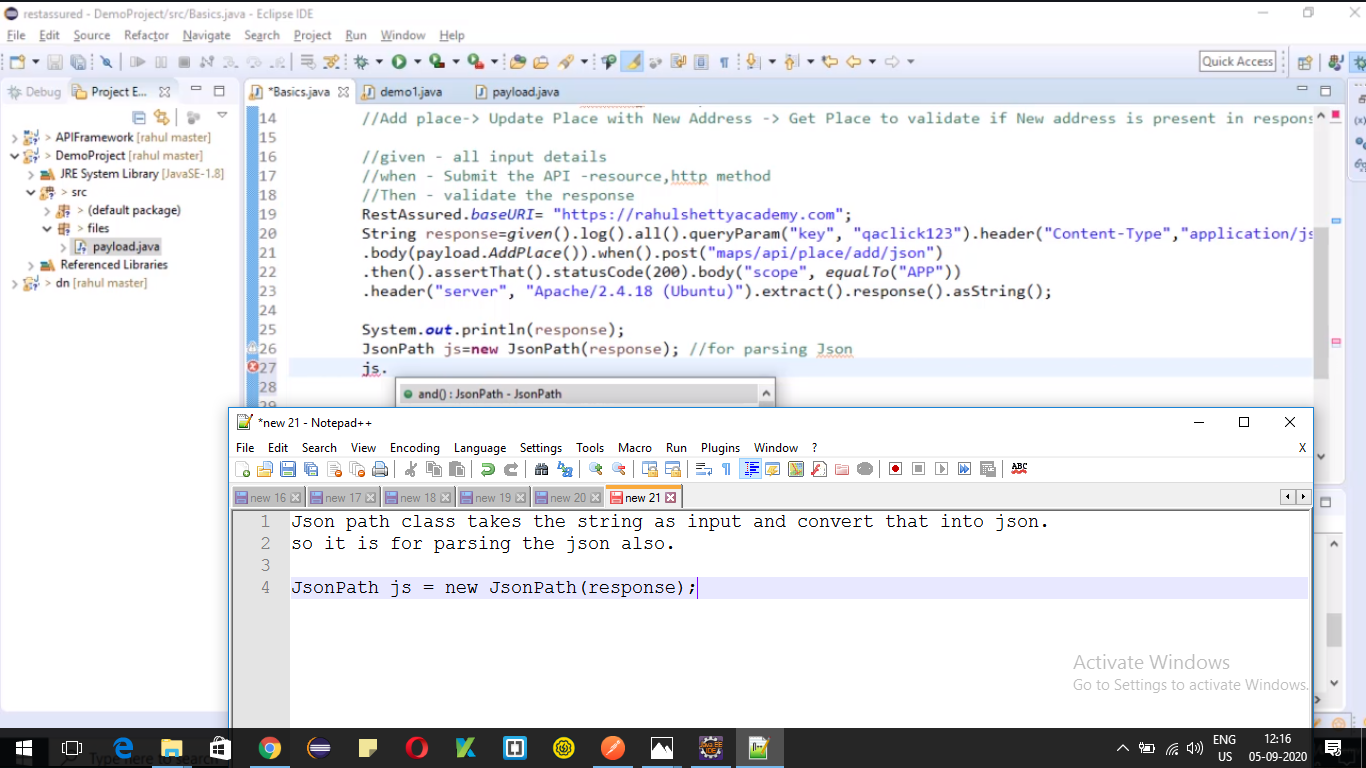 restassured - DemoProject/src/Basics.java - Eclipse IDE
File Edit Source Refactor Navigate Search Project Run Window Help
Quick Access
Debug Project E... *Basics.java demo1.java payload.java
APIFramework [rahul master]
DemoProject [rahul master]
JRE System Library [JavaSE-1.8]
> src
> (default package)
> files
payload.java
Referenced Libraries
dn [rahul master]
14 //Add place-> Update Place with New Address -> Get Place to validate if New address is present in respons
15
16 //given - all input details
17 //when - Submit the API -resource,http method
18 //Then - validate the response
19 RestAssured.baseURI= "https://rahulshettyacademy.com";
20 String response=given().log().all().queryParam("key", "qaclick123").header("Content-Type","application/js
21 .body(payload.AddPlace()).when().post("maps/api/place/add/json")
22 .then().assertThat().statusCode(200).body("scope", equalTo("APP"))
23 .header("server", "Apache/2.4.18 (Ubuntu)").extract().response().asString();
24
25 System.out.println(response);
26 JsonPath js=new JsonPath(response); //for parsing Json
27 js.
28
29
and() : JsonPath - JsonPath
*new 21 - Notepad++
File Edit Search View Encoding Language Settings Tools Macro Run Plugins Window ? X
ABC
new 16 new 17 new 18 new 19 new 20 new 21
1 Json path class takes the string as input and convert that into json.
2 so it is for parsing the json also.
3
4 JsonPath js = new JsonPath(response);
Activate Windows
Go to Settings to activate Windows.
Type here to search
ENG
US
12:16
05-09-2020